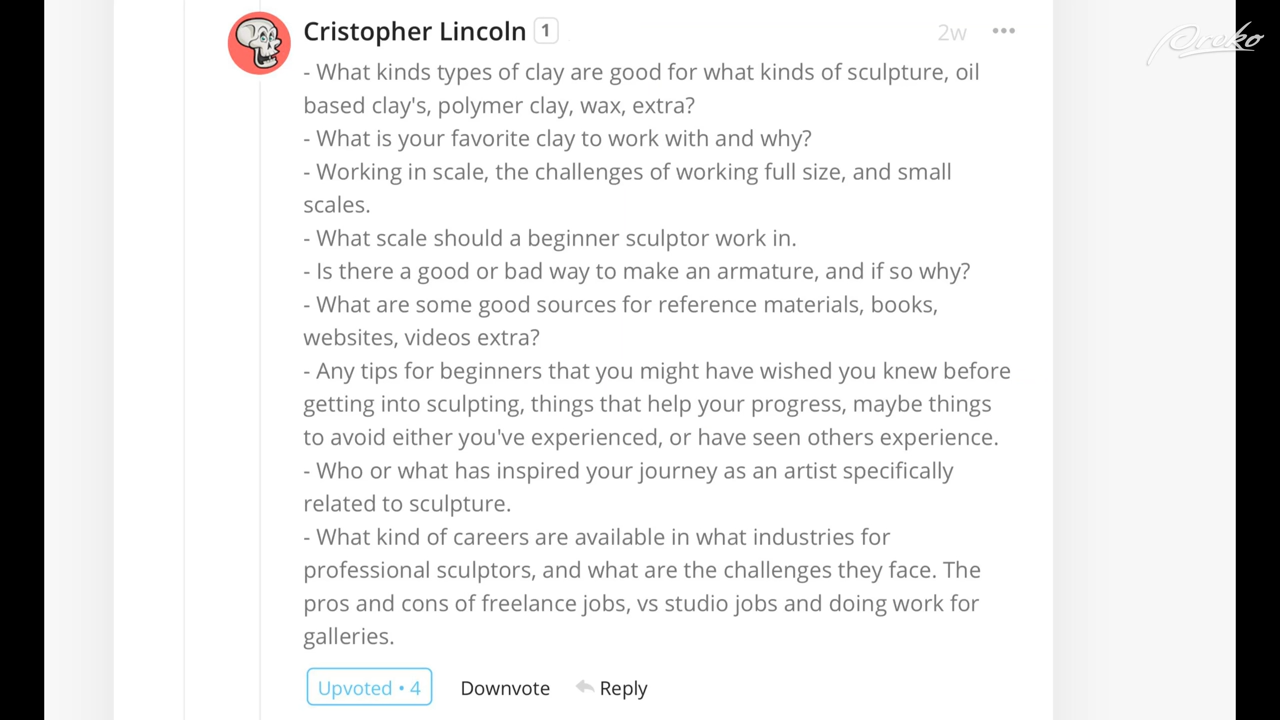 Cristopher Lincoln 1 2w •••
Proko
- What kinds types of clay are good for what kinds of sculpture, oil
based clay's, polymer clay, wax, extra?
- What is your favorite clay to work with and why?
- Working in scale, the challenges of working full size, and small
scales.
- What scale should a beginner sculptor work in.
- Is there a good or bad way to make an armature, and if so why?
- What are some good sources for reference materials, books,
websites, videos extra?
- Any tips for beginners that you might have wished you knew before
getting into sculpting, things that help your progress, maybe things
to avoid either you've experienced, or have seen others experience.
- Who or what has inspired your journey as an artist specifically
related to sculpture.
- What kind of careers are available in what industries for
professional sculptors, and what are the challenges they face. The
pros and cons of freelance jobs, vs studio jobs and doing work for
galleries.
Upvoted • 4 Downvote Reply